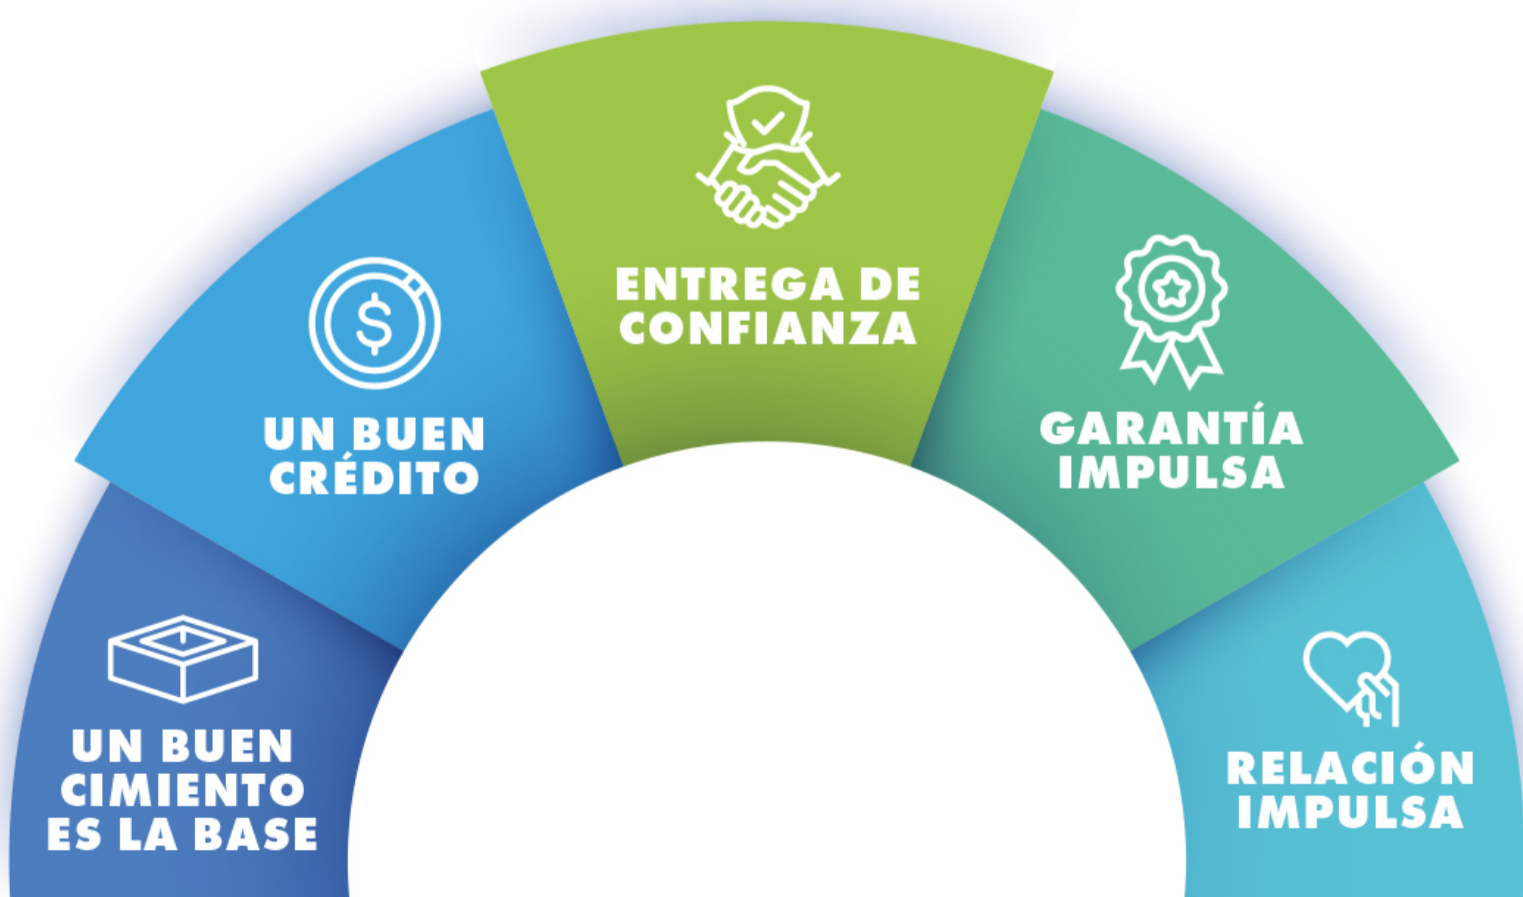 UN BUEN
CIMIENTO
ES LA BASE
UN BUEN
CRÉDITO
ENTREGA DE
CONFIANZA
GARANTÍA
IMPULSA
RELACIÓN
IMPULSA